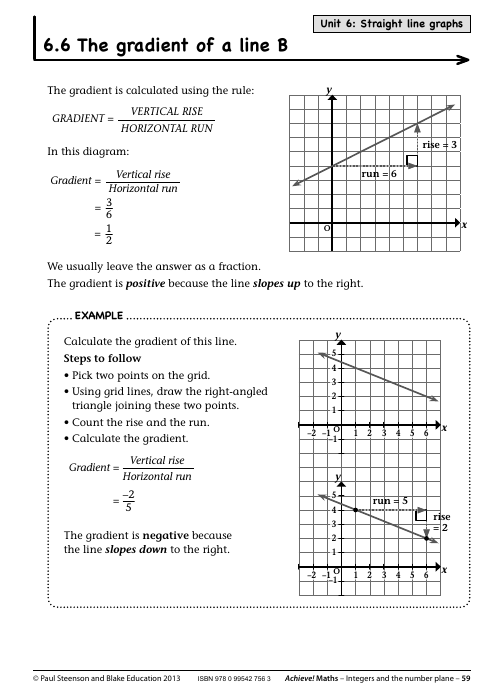 Unit 6: Straight line graphs
6.6 The gradient of a line B
The gradient is calculated using the rule:
GRADIENT = VERTICAL RISE
HORIZONTAL RUN
In this diagram:
Gradient = Vertical rise
Horizontal run
= 3
6
= 1
2
y
rise = 3
run = 6
O
x
We usually leave the answer as a fraction.
The gradient is positive because the line slopes up to the right.
EXAMPLE
Calculate the gradient of this line.
Steps to follow
• Pick two points on the grid.
• Using grid lines, draw the right-angled
triangle joining these two points.
• Count the rise and the run.
• Calculate the gradient.
Gradient = Vertical rise
Horizontal run
= –2
5
The gradient is negative because
the line slopes down to the right.
y
5
4
3
2
1
O
x
–2 –1 1 2 3 4 5 6
–1
y
5
4
3
2
1
run = 5
rise
= 2
O
x
–2 –1 1 2 3 4 5 6
–1
© Paul Steenson and Blake Education 2013 ISBN 978 0 99542 756 3 Achieve! Maths – Integers and the number plane – 59